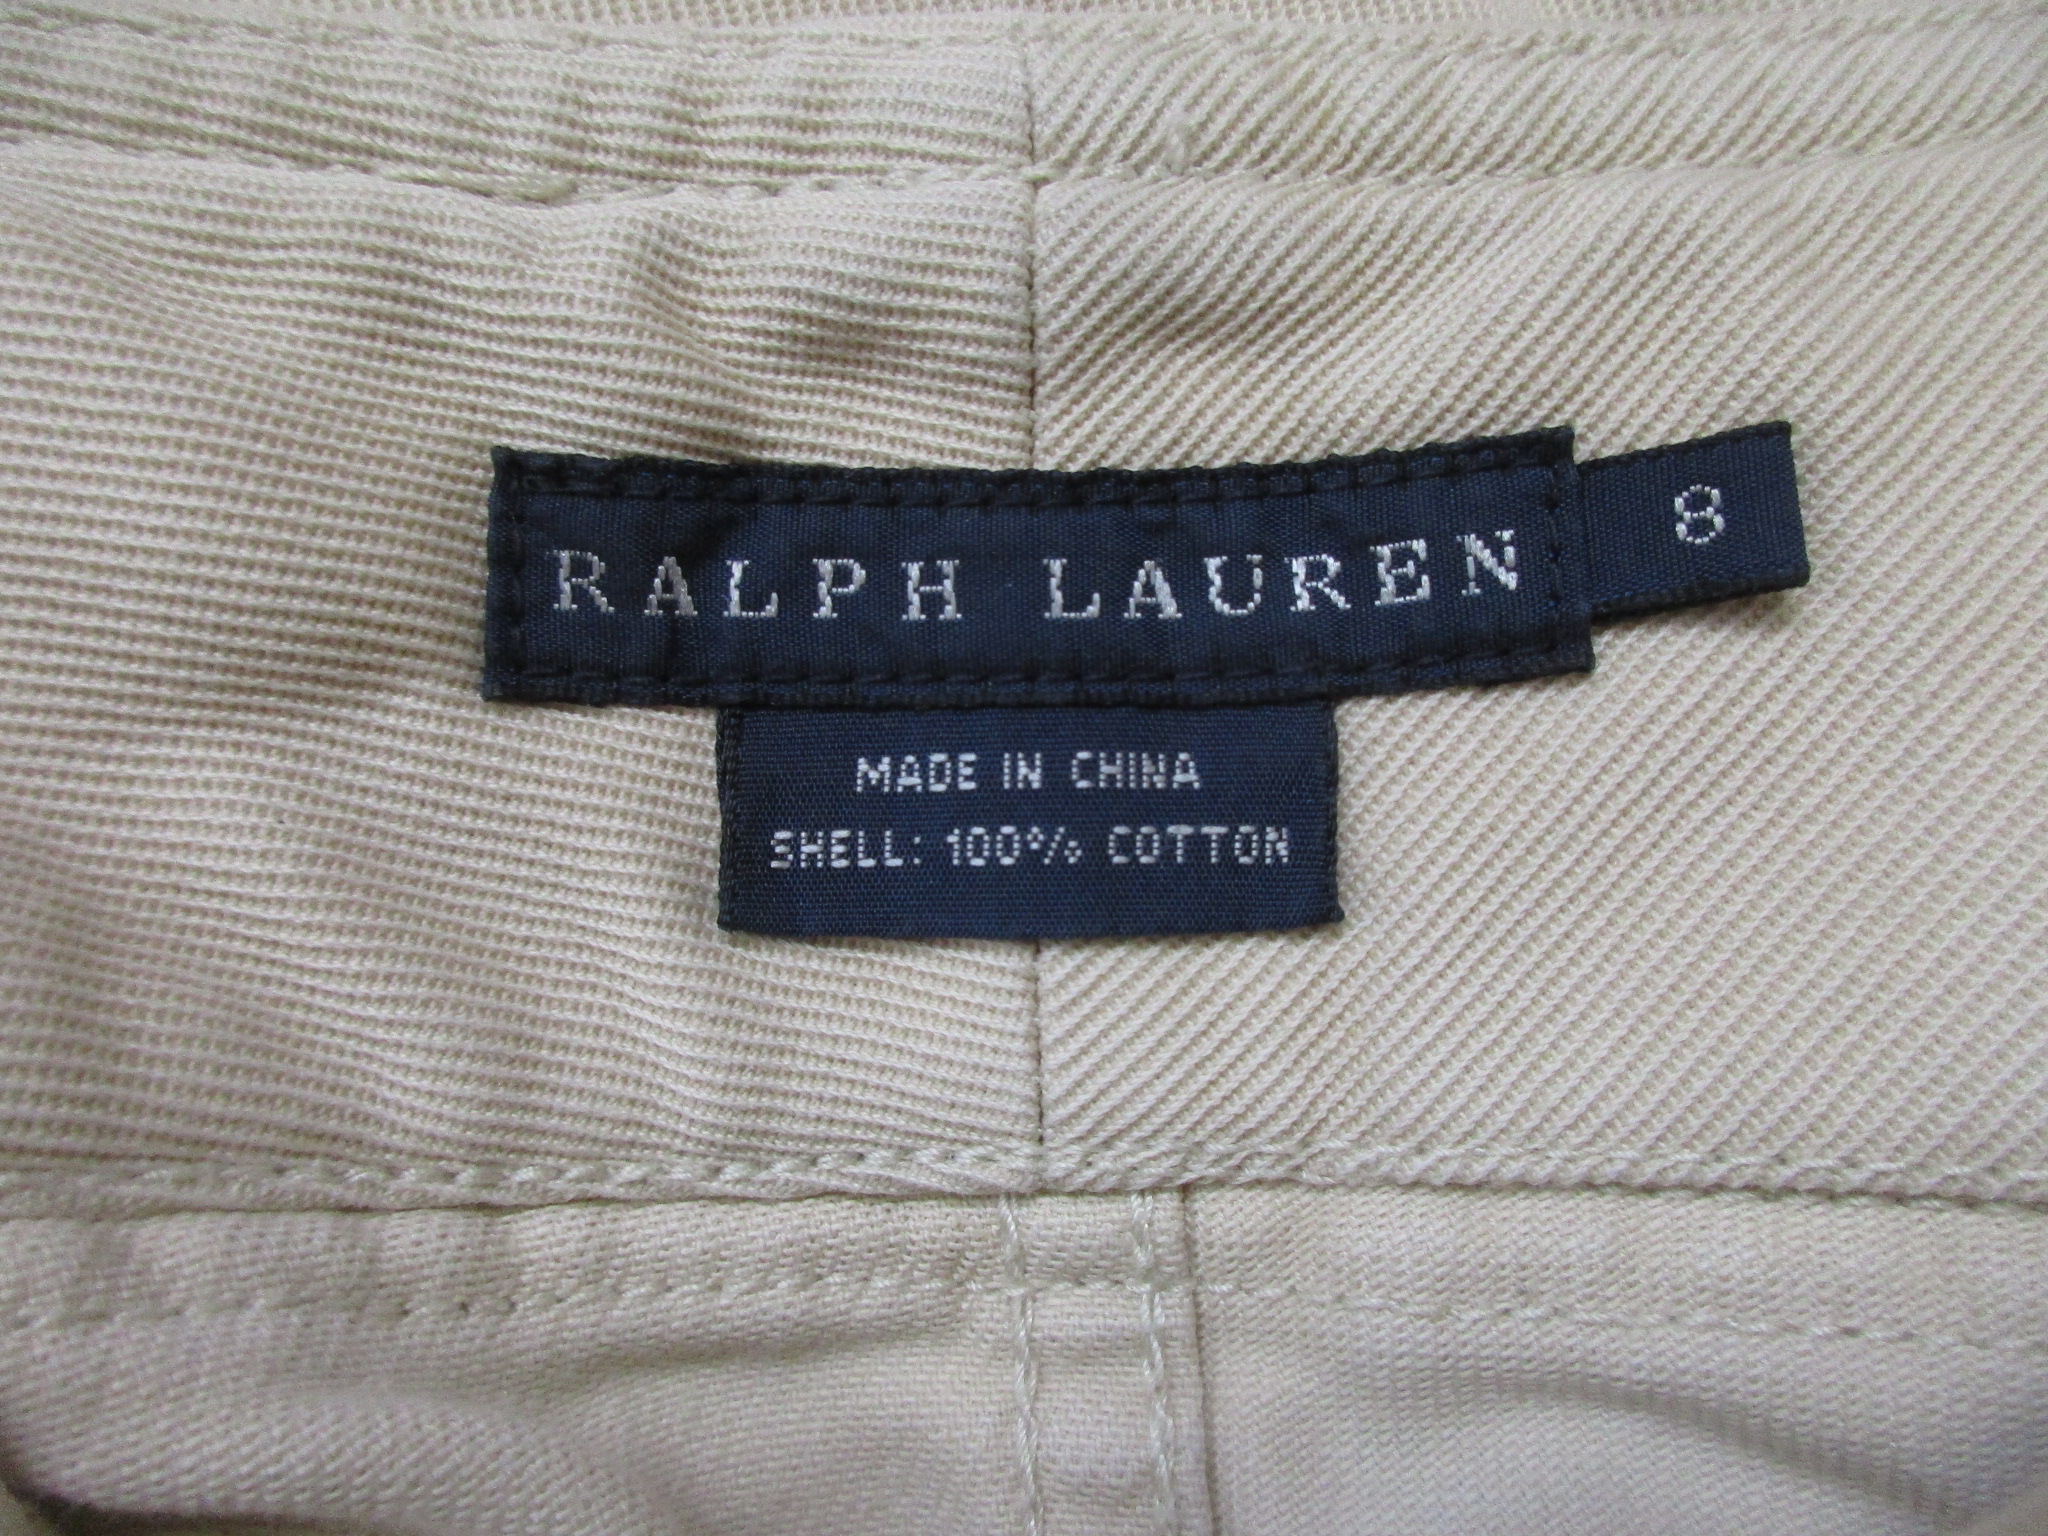 RALPH LAUREN 8
MADE IN CHINA
SHELL: 100% COTTON